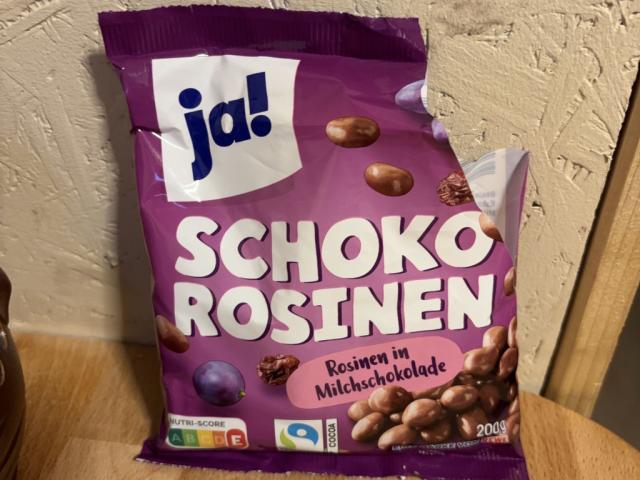 ja!
SCHOKO
ROSINEN
Rosinen in
Milchschokolade
NUTRI-SCORE
A B C D E
COCOA
200g